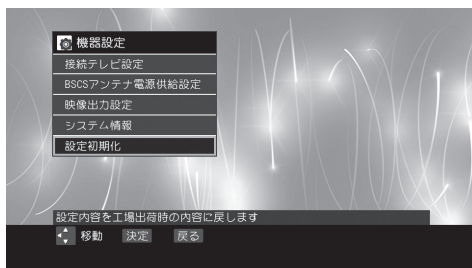 機器設定
接続テレビ設定
BSCSアンテナ電源供給設定
映像出力設定
システム情報
設定初期化
設定内容を工場出荷時の内容に戻します
移動 決定 戻る